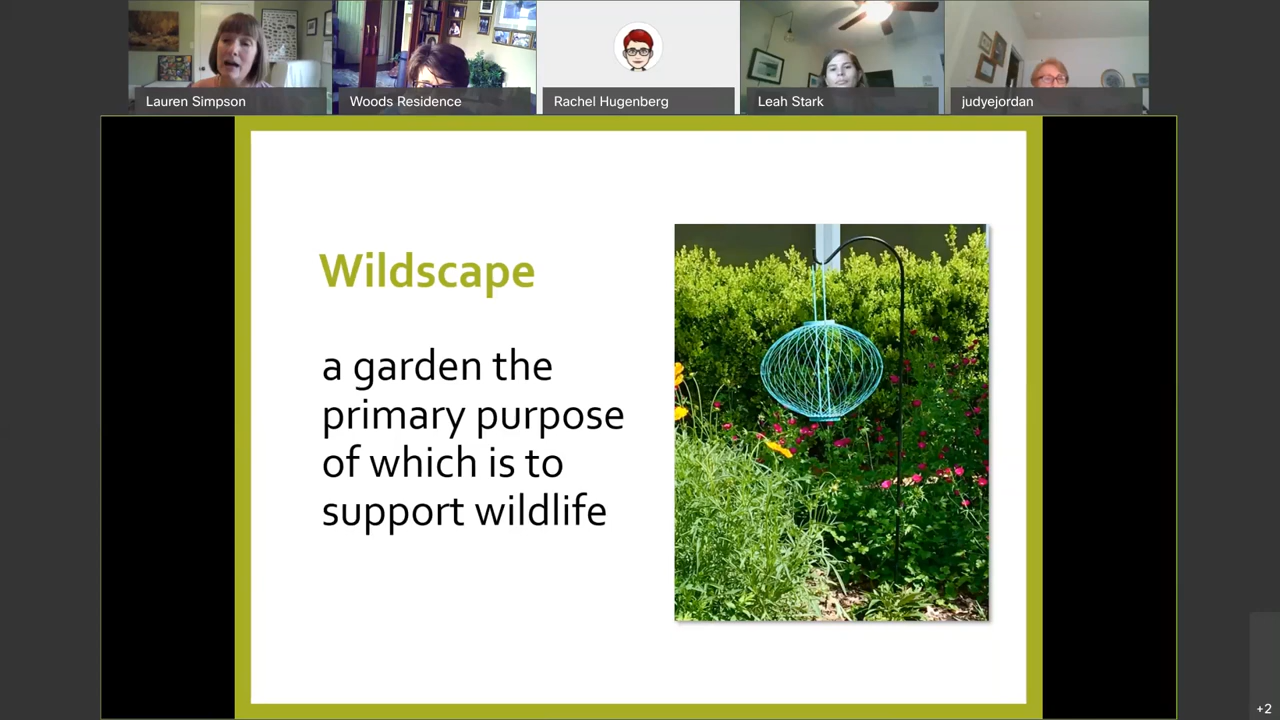 Lauren Simpson
Woods Residence
Rachel Hugenberg
Leah Stark
judyejordan
Wildscape
a garden the
primary purpose
of which is to
support wildlife
+2